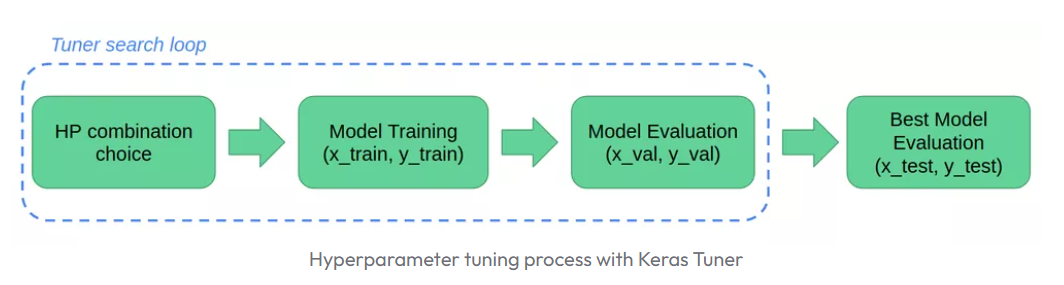 Tuner search loop
HP combination
choice
Model Training
(x_train, y_train)
Model Evaluation
(x_val, y_val)
Best Model
Evaluation
(x_test, y_test)
Hyperparameter tuning process with Keras Tuner